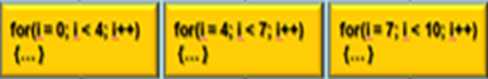 for(i = 0; i < 4; i++)
{...}
for(i = 4; i < 7; i++)
{...}
for(i = 7; i < 10; i++)
{...}